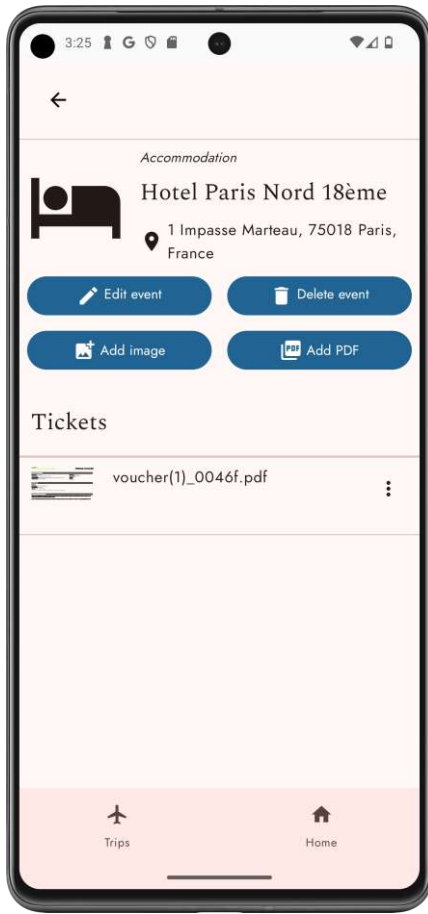 3:25 G
Accommodation
Hotel Paris Nord 18ème
1 Impasse Marteau, 75018 Paris,
France
Edit event
Delete event
Add image
PDF Add PDF
Tickets
voucher(1)_0046f.pdf
Trips
Home